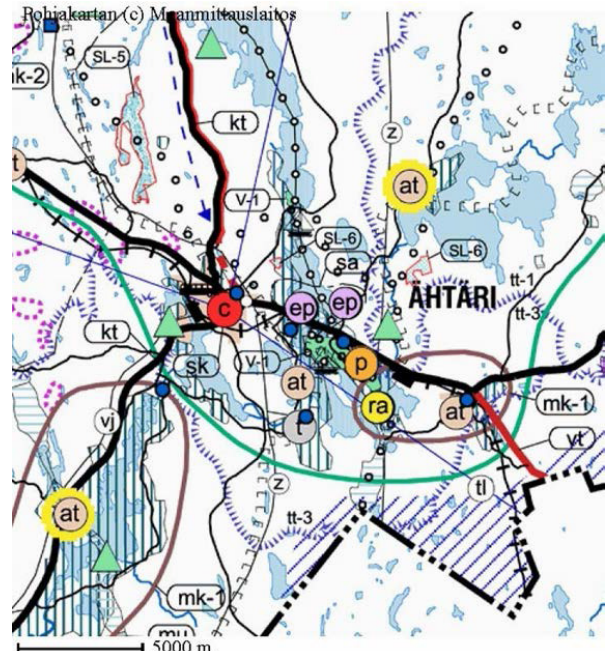 Pohjakartan (c) Maanmittauslaitos
mk-2
SL-5
kt
z
at
V-1
SL-6
sa
SL-6
6
t
ÄHTÄRI
tt-1
tt-3
c
ep
ep
kt
sk
V-1
p
at
ra
at
mk-1
vj
t
vt
z
tl
at
tt-3
mk-1
mu
5000 m